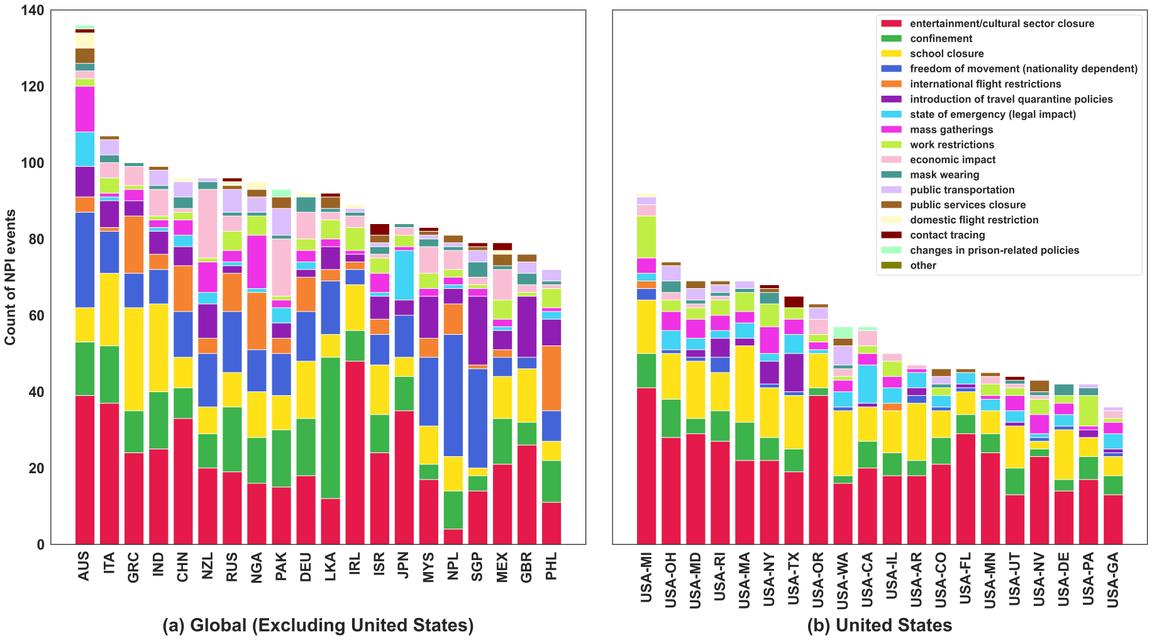 140
120
100
80
60
40
20
0
Count of NPI events
AUS
ITA
GRC
IND
CHN
NZL
RUS
NGA
PAK
DEU
LKA
IRL
ISR
JPN
MYS
NPL
SGP
MEX
GBR
PHL
(a) Global (Excluding United States)
entertainment/cultural sector closure
confinement
school closure
freedom of movement (nationality dependent)
international flight restrictions
introduction of travel quarantine policies
state of emergency (legal impact)
mass gatherings
work restrictions
economic impact
mask wearing
public transportation
public services closure
domestic flight restriction
contact tracing
changes in prison-related policies
other
USA-MI
USA-OH
USA-MD
USA-RI
USA-MA
USA-NY
USA-TX
USA-OR
USA-WA
USA-CA
USA-IL
USA-AR
USA-CO
USA-FL
USA-MN
USA-UT
USA-NV
USA-DE
USA-PA
USA-GA
(b) United States